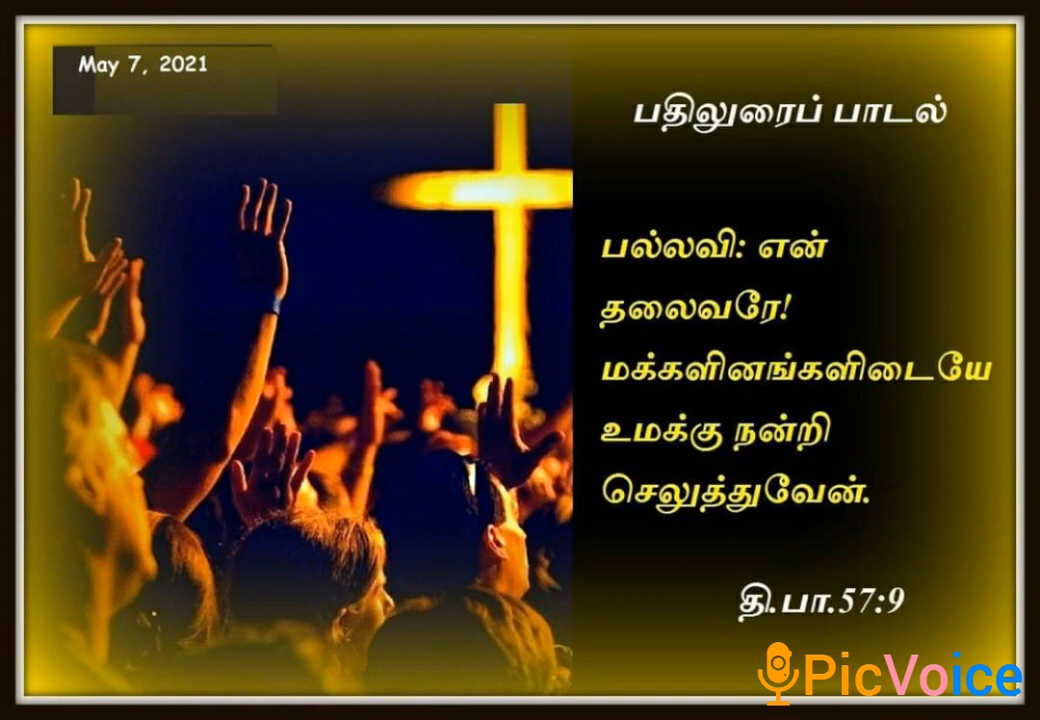 May 7, 2021
பதிலுரைப் பாடல்
பல்லவி: என்
தலைவரே!
மக்களினங்களிடையே
உமக்கு நன்றி
செலுத்துவேன்.
தி.பா.57:9
PicVoice